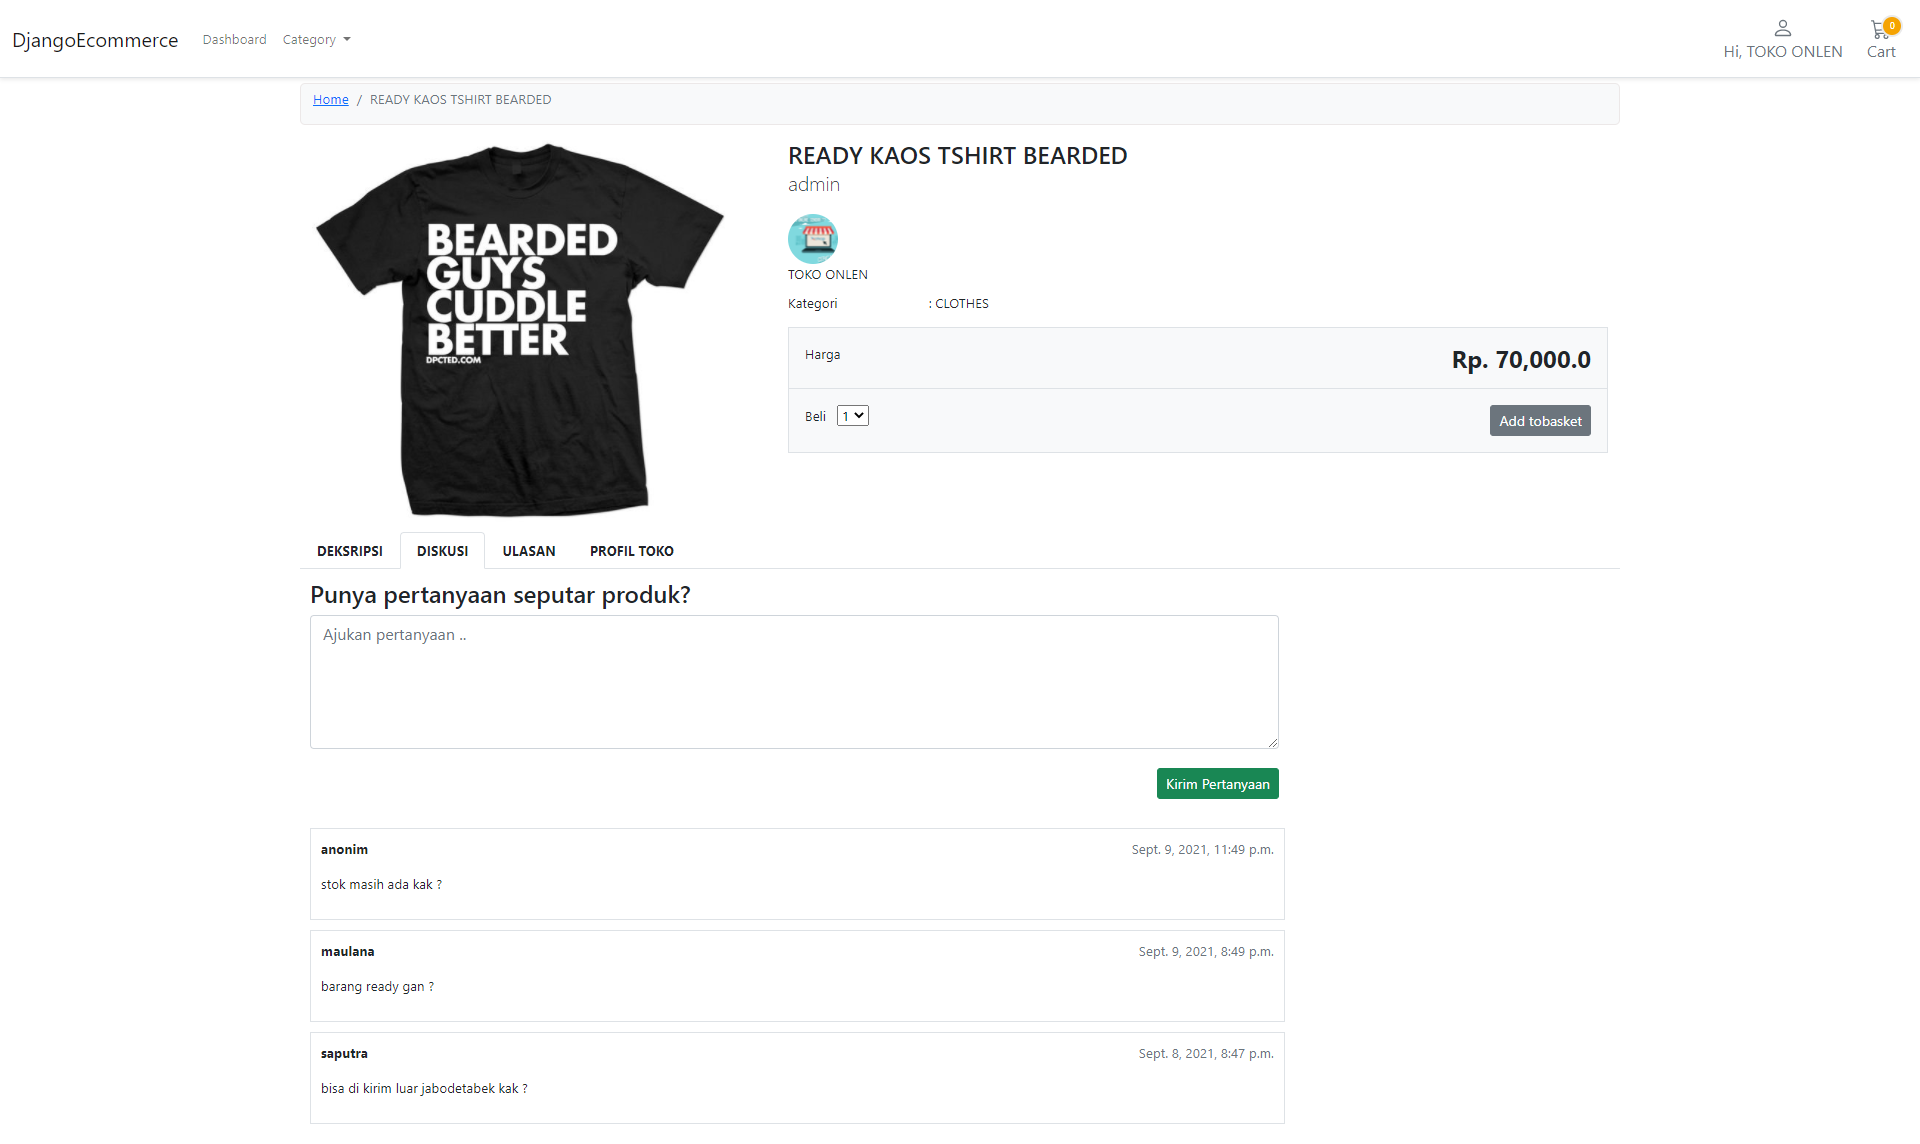 DjangoEcommerce Dashboard Category
Hi, TOKO ONLEN
0
Cart
Home / READY KAOS TSHIRT BEARDED
BEARDED
GUYS
CUDDLE
BETTER
DPCTED.COM
READY KAOS TSHIRT BEARDED
admin
TOKO ONLEN
Kategori : CLOTHES
Harga Rp. 70,000.0
Beli 1 Add tobasket
DEKSRIPSI DISKUSI ULASAN PROFIL TOKO
Punya pertanyaan seputar produk?
Ajukan pertanyaan ..
Kirim Pertanyaan
anonim Sept. 9, 2021, 11:49 p.m.
stok masih ada kak ?
maulana Sept. 9, 2021, 8:49 p.m.
barang ready gan ?
saputra Sept. 8, 2021, 8:47 p.m.
bisa di kirim luar jabodetabek kak ?